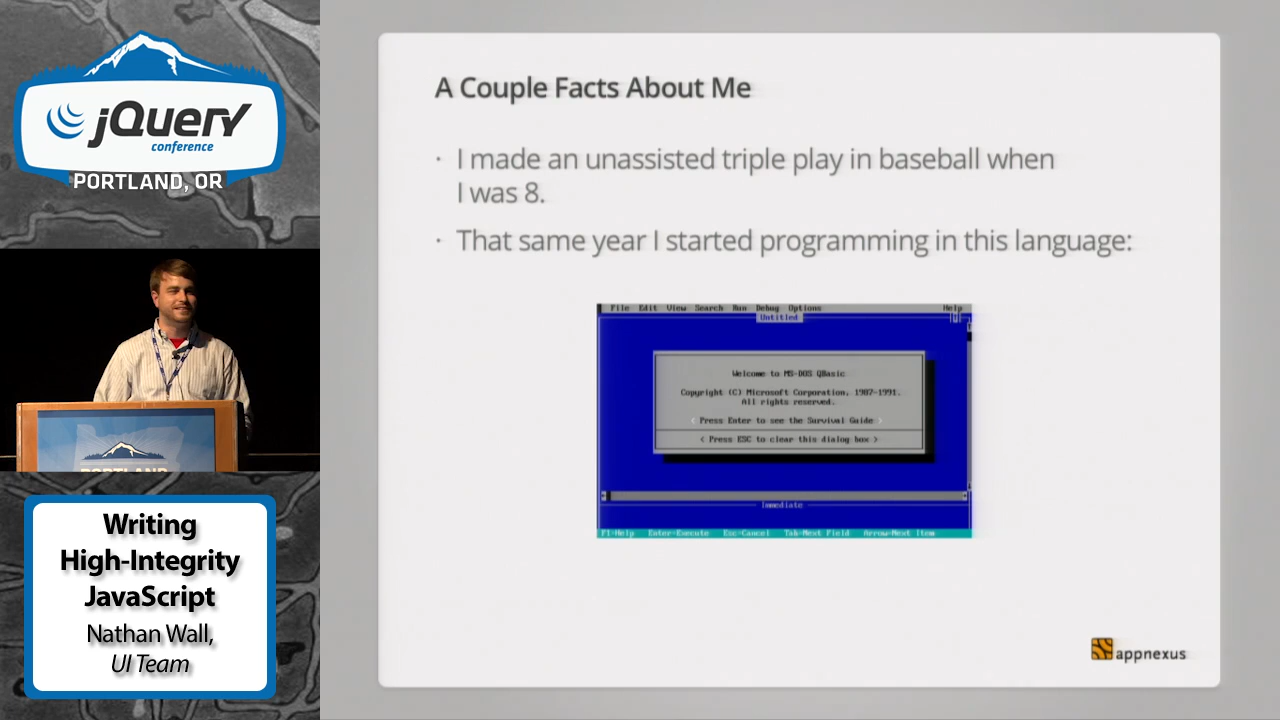 jQuery
conference
PORTLAND, OR
PORTLAND
Writing
High-Integrity
JavaScript
Nathan Wall,
UI Team
A Couple Facts About Me
· I made an unassisted triple play in baseball when
I was 8.
· That same year I started programming in this language:
File Edit View Search Run Debug Options Help
Untitled
Welcome to MS-DOS QBasic
Copyright (C) Microsoft Corporation, 1987-1991.
All rights reserved.
< Press Enter to see the Survival Guide >
< Press ESC to clear this dialog box >
Immediate
F1=Help Enter=Execute Esc=Cancel Tab=Next Field Arrow=Next Item
appnexus